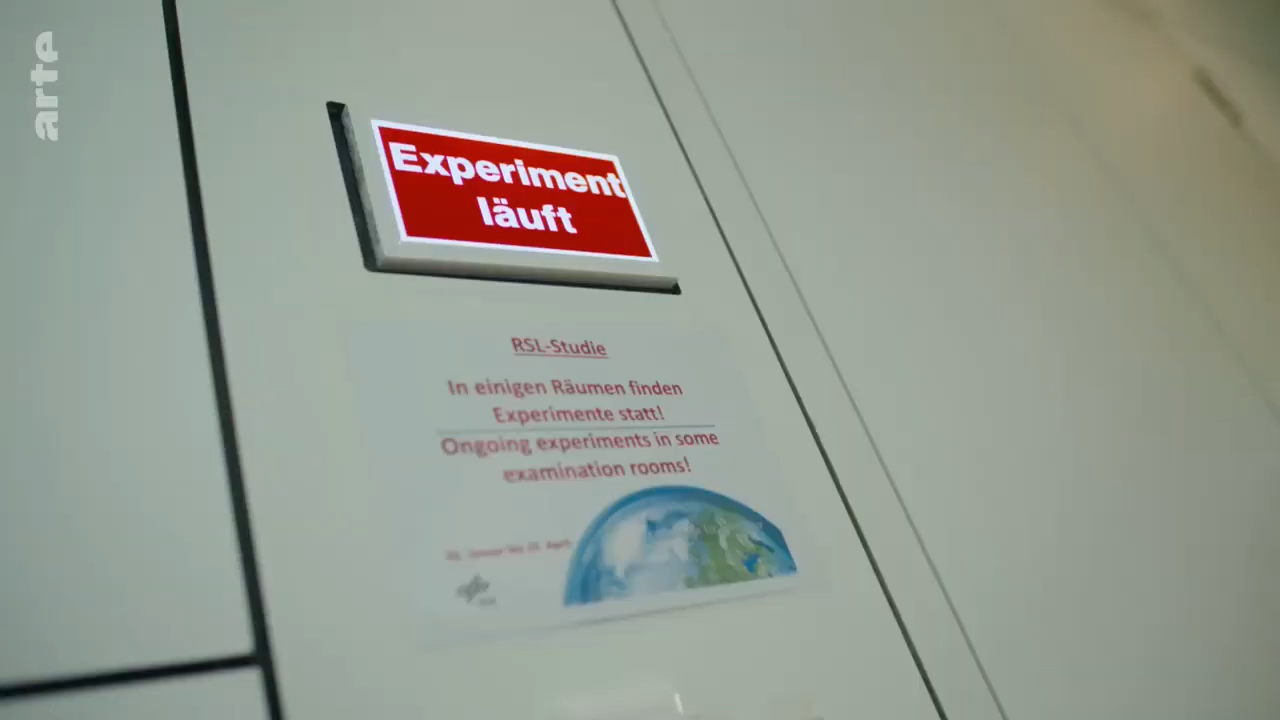 arte
Experiment
läuft
RSL-Studie
In einigen Räumen finden
Experimente statt!
Ongoing experiments in some
examination rooms!